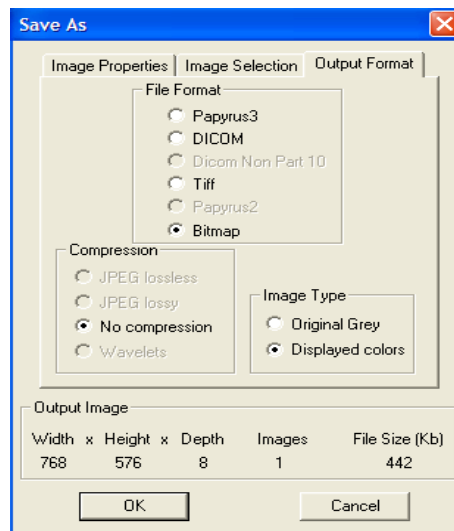 Save As
Image Properties Image Selection Output Format
File Format
Papyrus3
DICOM
Dicom Non Part 10
Tiff
Papyrus2
Bitmap
Compression
JPEG lossless
JPEG lossy
No compression
Wavelets
Image Type
Original Grey
Displayed colors
Output Image
Width x Height x Depth Images File Size (Kb)
768 576 8 1 442
OK Cancel